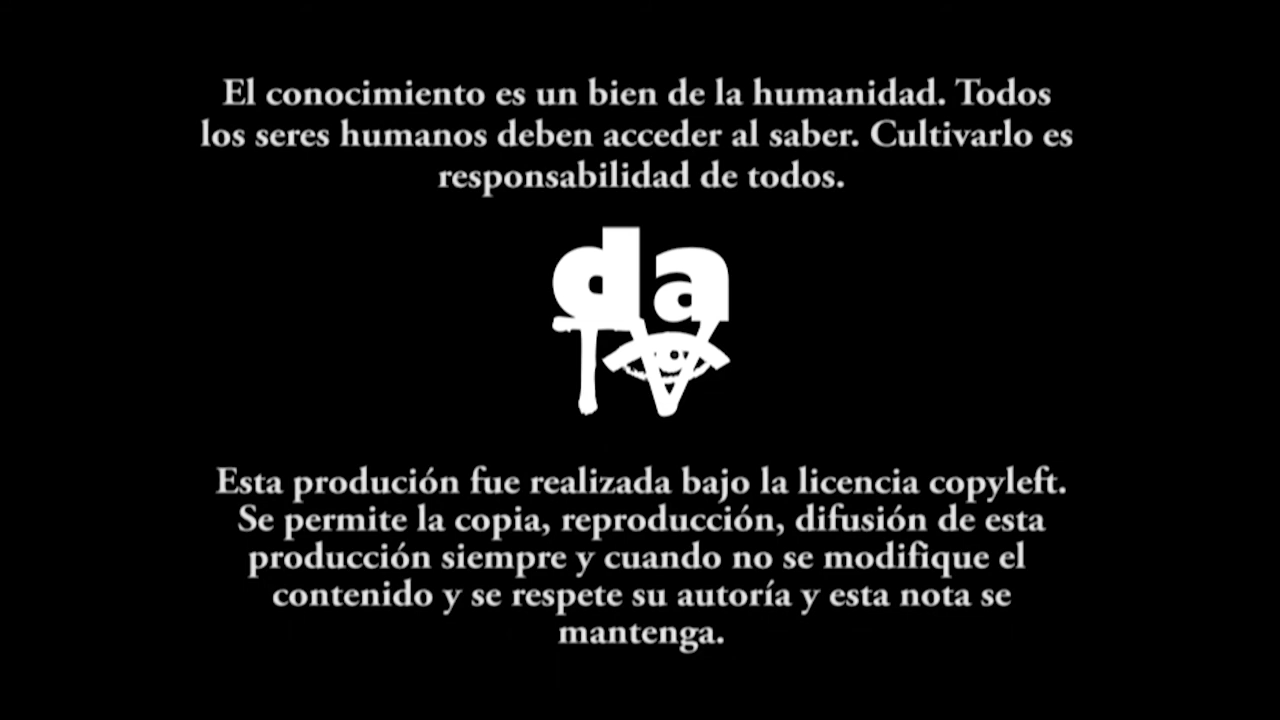 El conocimiento es un bien de la humanidad. Todos
los seres humanos deben acceder al saber. Cultivarlo es
responsabilidad de todos.
da
TV
Esta produción fue realizada bajo la licencia copyleft.
Se permite la copia, reproducción, difusión de esta
producción siempre y cuando no se modifique el
contenido y se respete su autoría y esta nota se
mantenga.